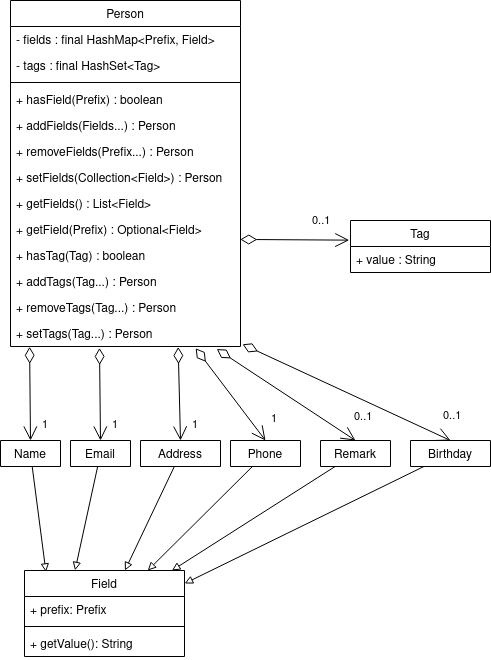 Person
- fields : final HashMap<Prefix, Field>
- tags : final HashSet<Tag>
+ hasField(Prefix) : boolean
+ addFields(Fields...) : Person
+ removeFields(Prefix...) : Person
+ setFields(Collection<Field>) : Person
+ getFields() : List<Field>
+ getField(Prefix) : Optional<Field>
+ hasTag(Tag) : boolean
+ addTags(Tag...) : Person
+ removeTags(Tag...) : Person
+ setTags(Tag...) : Person
0..1
Tag
+ value : String
1
1
1
1
0..1
0..1
Name
Email
Address
Phone
Remark
Birthday
Field
+ prefix: Prefix
+ getValue(): String